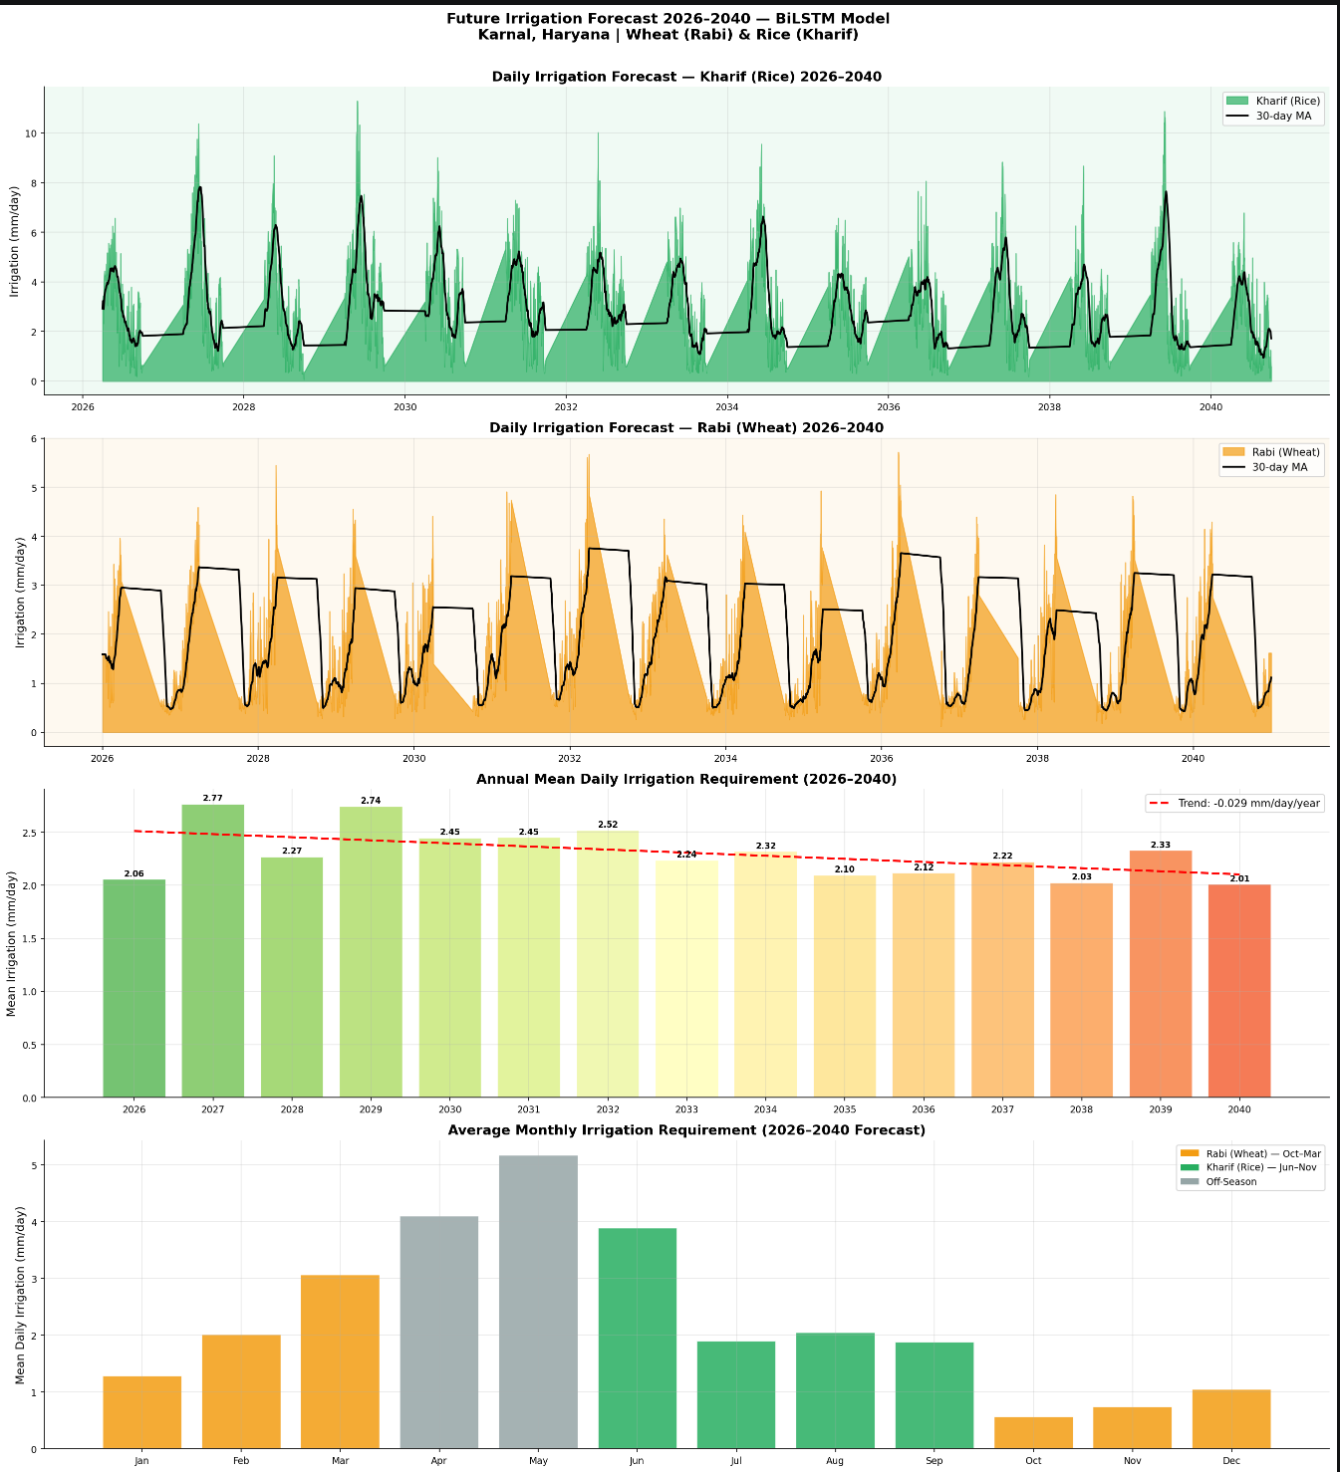 Future Irrigation Forecast 2026–2040 — BiLSTM Model
Karnal, Haryana | Wheat (Rabi) & Rice (Kharif)
Daily Irrigation Forecast — Kharif (Rice) 2026–2040
Kharif (Rice)
30-day MA
Irrigation (mm/day)
10
8
6
4
2
0
2026 2028 2030 2032 2034 2036 2038 2040
Daily Irrigation Forecast — Rabi (Wheat) 2026–2040
Rabi (Wheat)
30-day MA
Irrigation (mm/day)
6
5
4
3
2
1
0
2026 2028 2030 2032 2034 2036 2038 2040
Annual Mean Daily Irrigation Requirement (2026–2040)
Trend: -0.029 mm/day/year
Mean Irrigation (mm/day)
2.5
2.0
1.5
1.0
0.5
0.0
2.06 2.77 2.27 2.74 2.45 2.45 2.52 2.24 2.32 2.10 2.12 2.22 2.03 2.33 2.01
2026 2027 2028 2029 2030 2031 2032 2033 2034 2035 2036 2037 2038 2039 2040
Average Monthly Irrigation Requirement (2026–2040 Forecast)
Rabi (Wheat) — Oct–Mar
Kharif (Rice) — Jun–Nov
Off-Season
Mean Daily Irrigation (mm/day)
5
4
3
2
1
0
Jan Feb Mar Apr May Jun Jul Aug Sep Oct Nov Dec